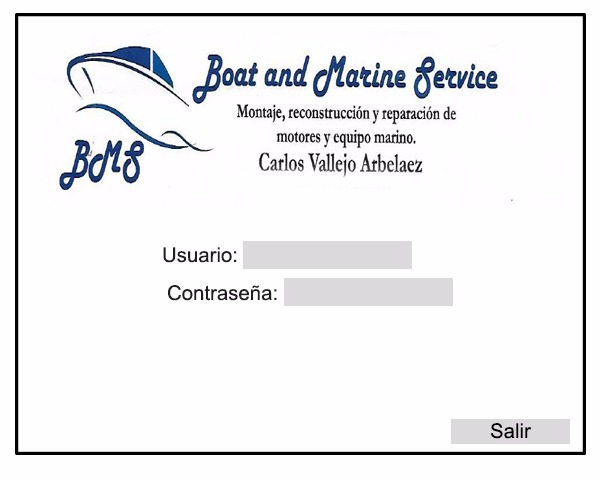 Boat and Marine Service
Montaje, reconstrucción y reparación de
motores y equipo marino.
Carlos Vallejo Arbelaez
BMS
Usuario:
Contraseña:
Salir